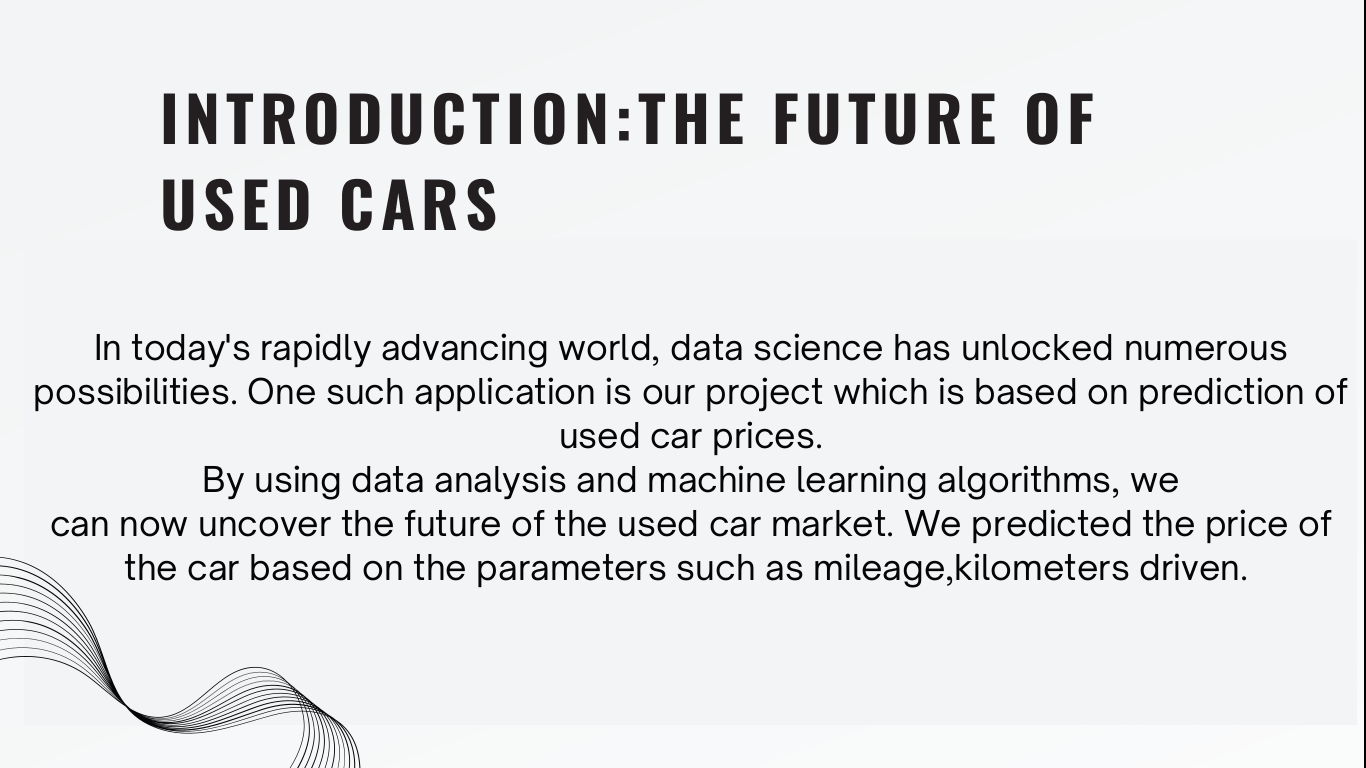 INTRODUCTION:THE FUTURE OF
USED CARS
In today's rapidly advancing world, data science has unlocked numerous
possibilities. One such application is our project which is based on prediction of
used car prices.
By using data analysis and machine learning algorithms, we
can now uncover the future of the used car market. We predicted the price of
the car based on the parameters such as mileage,kilometers driven.